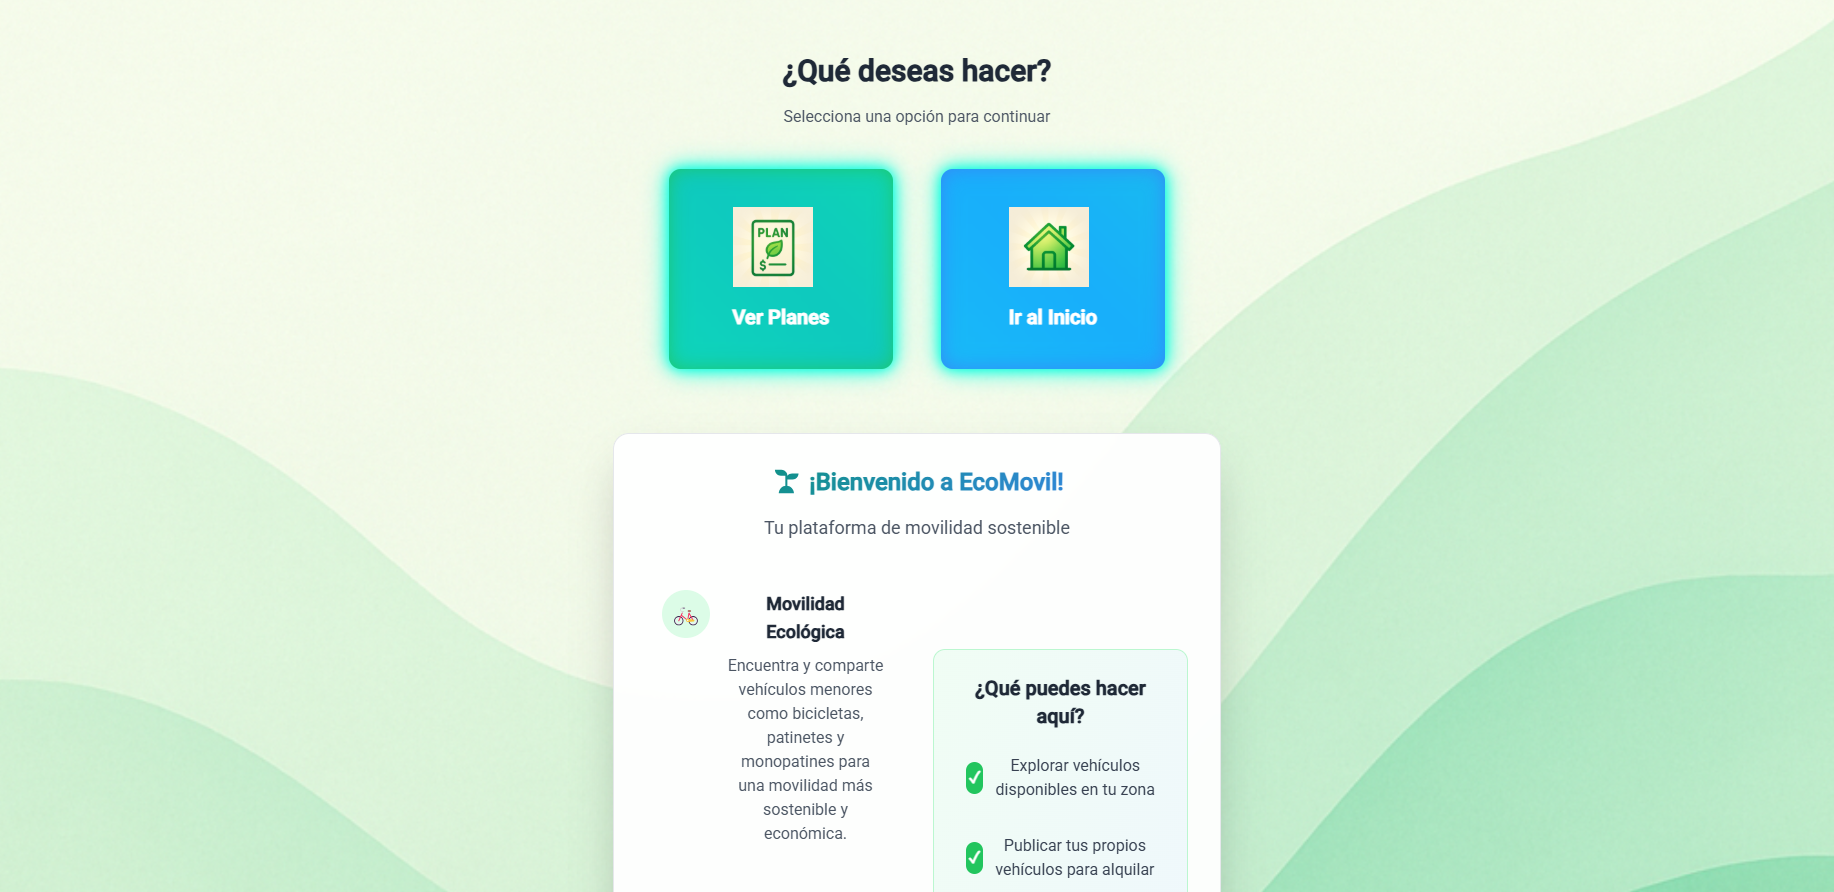 ¿Qué deseas hacer?
Selecciona una opción para continuar
PLAN
$
Ver Planes
Ir al Inicio
¡Bienvenido a EcoMovil!
Tu plataforma de movilidad sostenible
Movilidad
Ecológica
Encuentra y comparte
vehículos menores
como bicicletas,
patinetes y
monopatines para
una movilidad más
sostenible y
económica.
¿Qué puedes hacer
aquí?
Explorar vehículos
disponibles en tu zona
Publicar tus propios
vehículos para alquilar